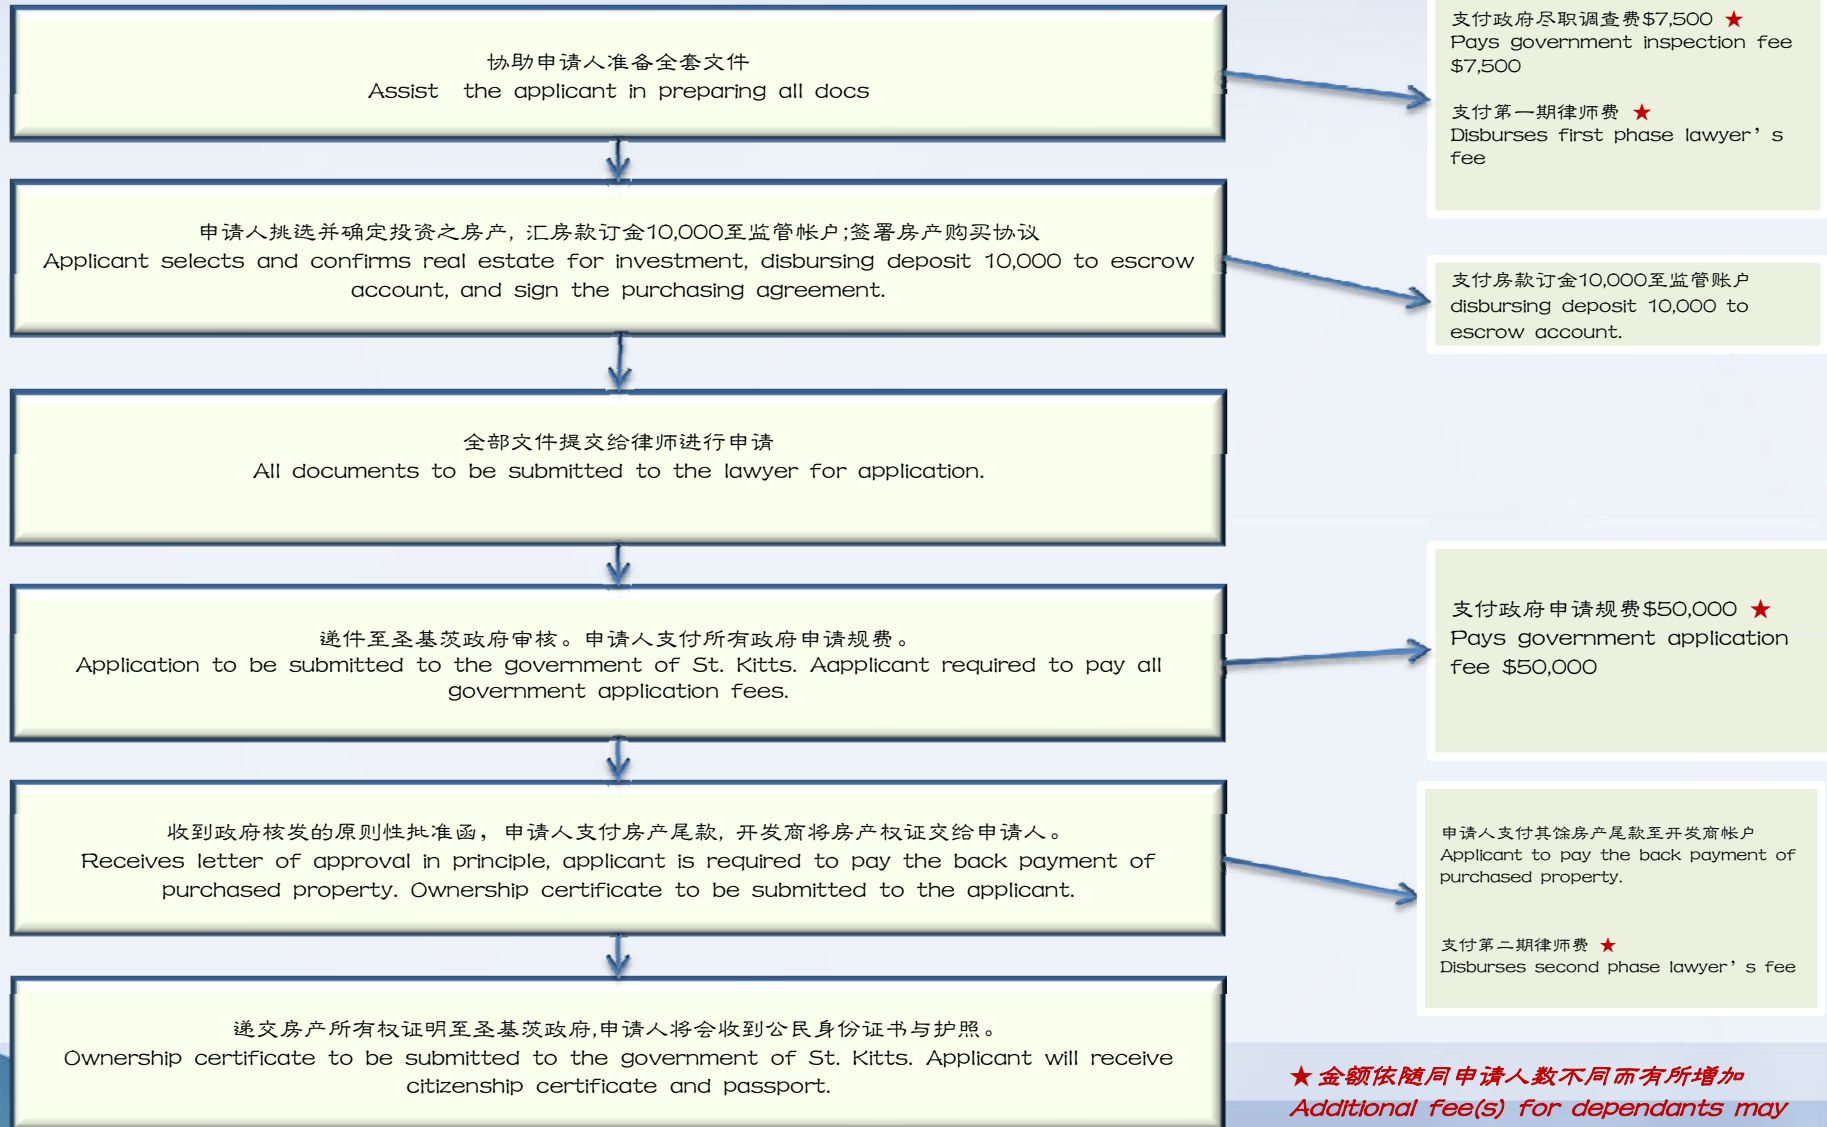 协助申请人准备全套文件
Assist the applicant in preparing all docs
支付政府尽职调查费$7,500 ★
Pays government inspection fee
$7,500
支付第一期律师费 ★
Disburses first phase lawyer’s
fee
申请人挑选并确定投资之房产, 汇房款订金10,000至监管帐户;签署房产购买协议
Applicant selects and confirms real estate for investment, disbursing deposit 10,000 to escrow
account, and sign the purchasing agreement.
支付房款订金10,000至监管账户
disbursing deposit 10,000 to
escrow account.
全部文件提交给律师进行申请
All documents to be submitted to the lawyer for application.
递件至圣基茨政府审核。申请人支付所有政府申请规费。
Application to be submitted to the government of St. Kitts. Aapplicant required to pay all
government application fees.
支付政府申请规费$50,000 ★
Pays government application
fee $50,000
收到政府核发的原则性批准函，申请人支付房产尾款, 开发商将房产权证交给申请人。
Receives letter of approval in principle, applicant is required to pay the back payment of
purchased property. Ownership certificate to be submitted to the applicant.
申请人支付其馀房产尾款至开发商帐户
Applicant to pay the back payment of
purchased property.
支付第二期律师费 ★
Disburses second phase lawyer’s fee
递交房产所有权证明至圣基茨政府,申请人将会收到公民身份证书与护照。
Ownership certificate to be submitted to the government of St. Kitts. Applicant will receive
citizenship certificate and passport.
★金额依随同申请人数不同而有所增加
Additional fee(s) for dependants may